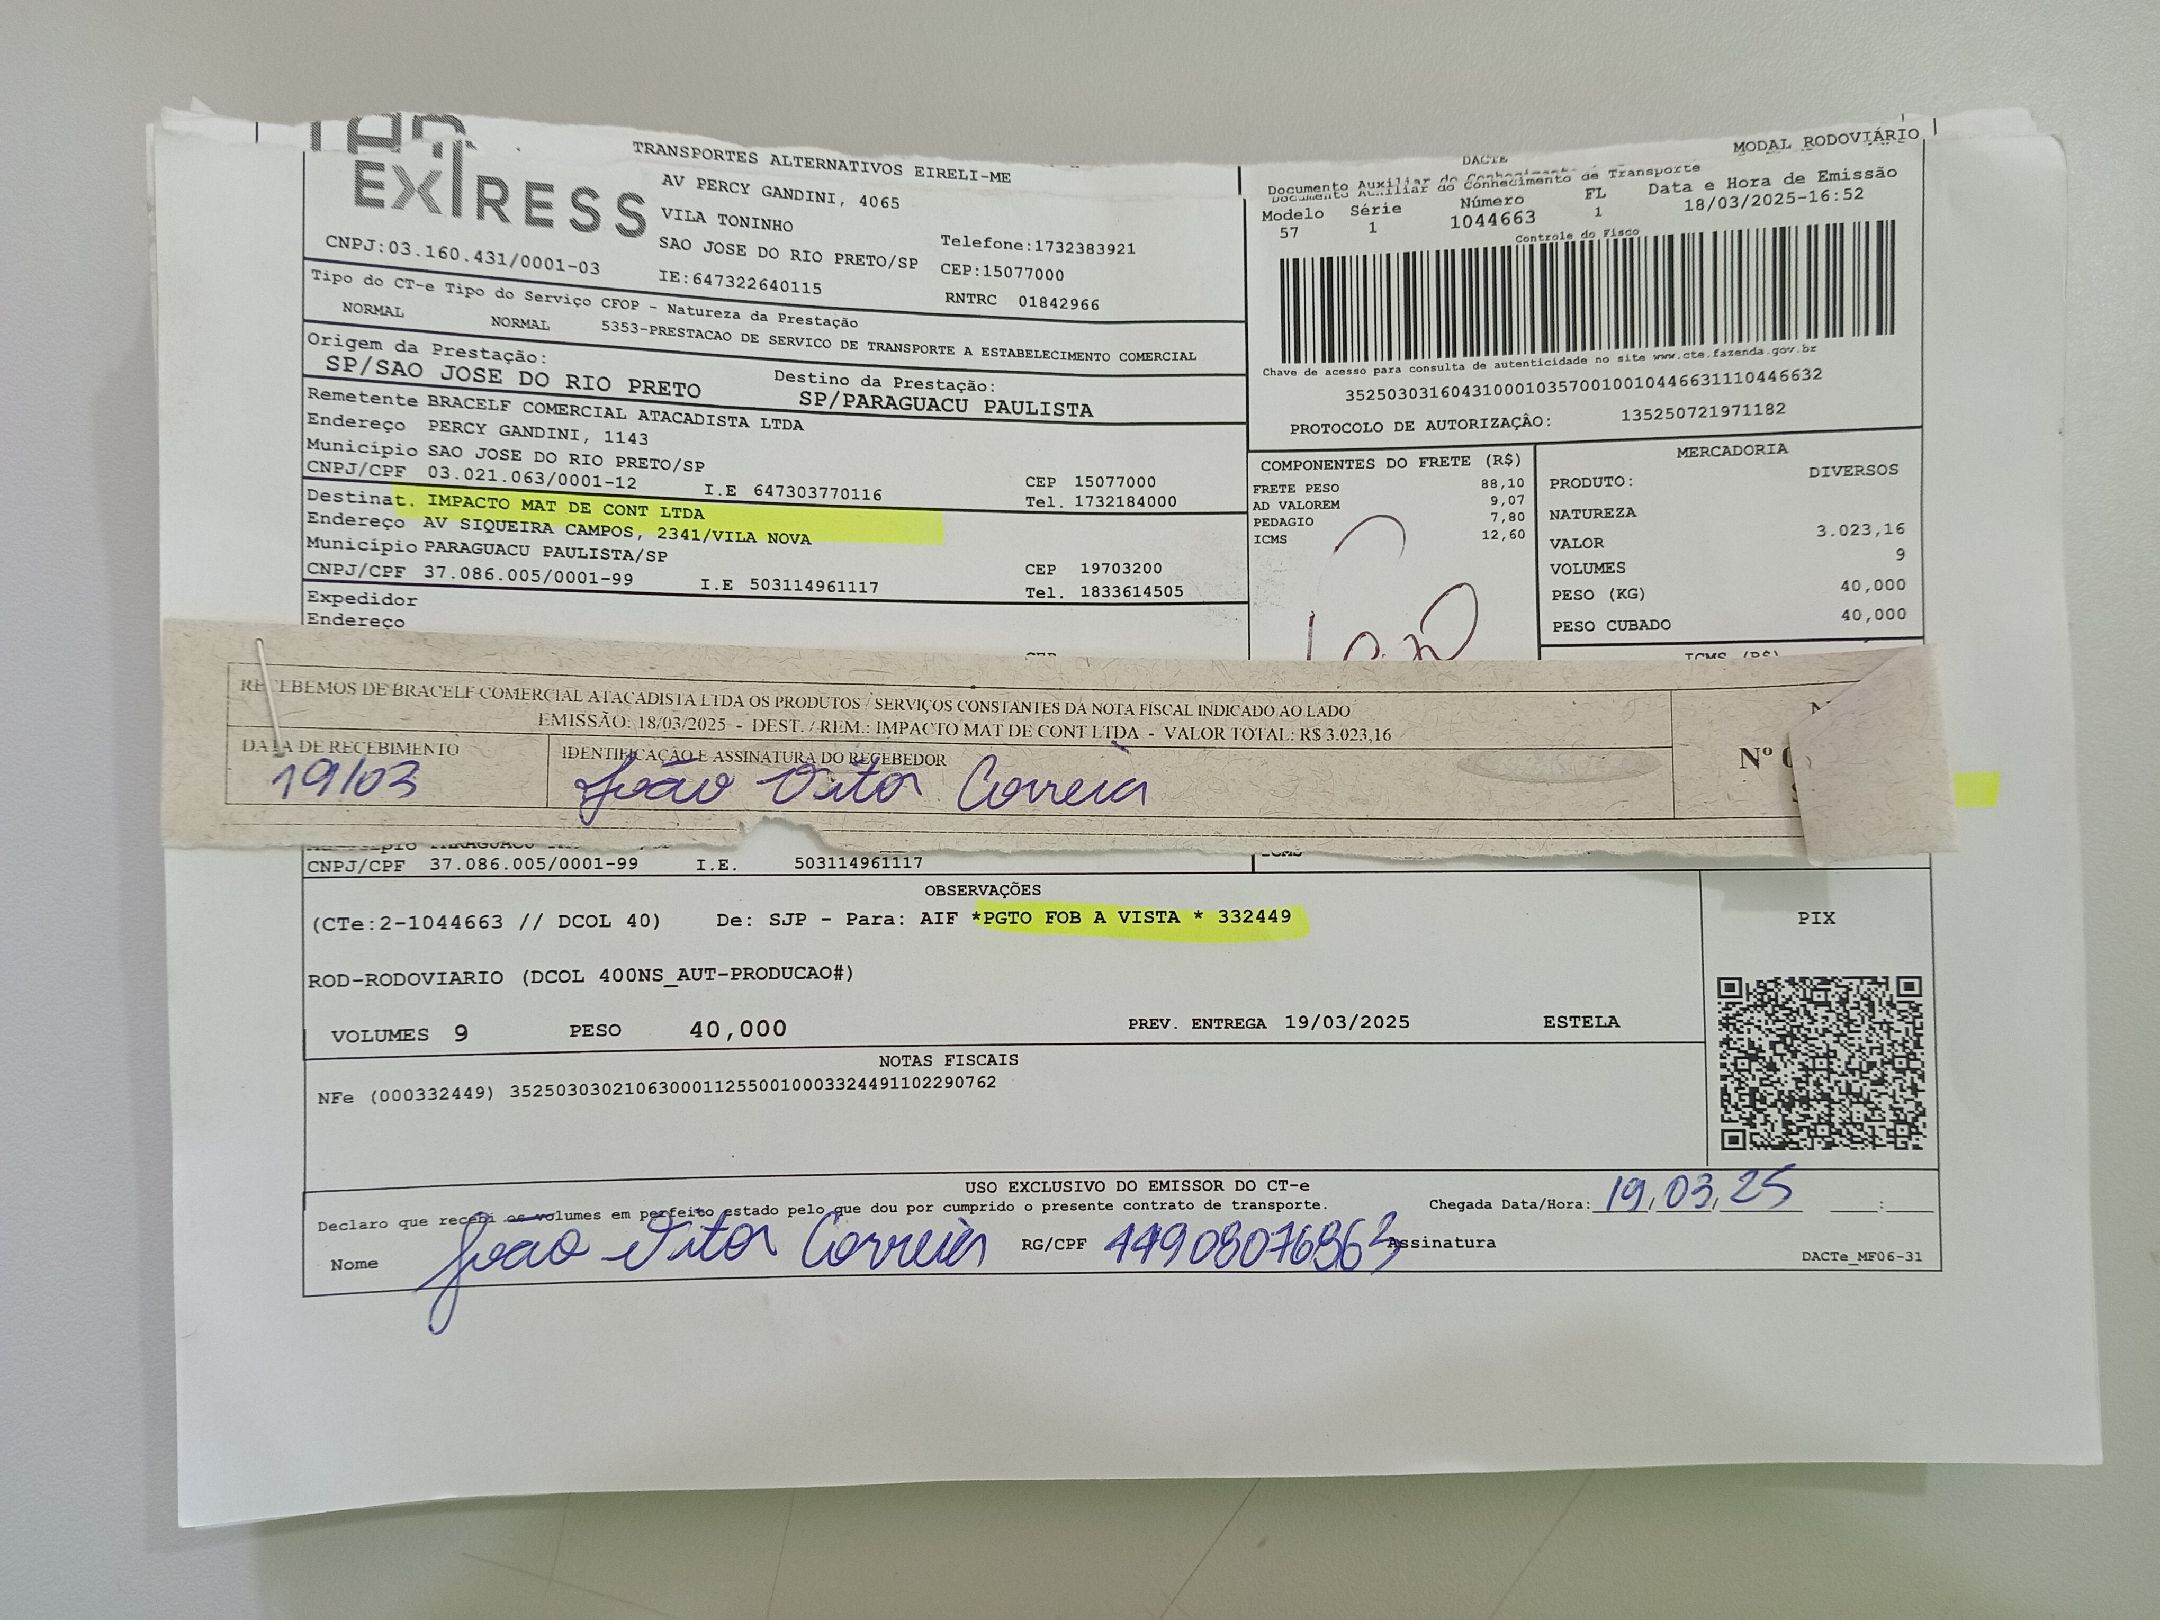 EXPRESS
TRANSPORTES ALTERNATIVOS EIRELI-ME
AV PERCY GANDINI, 4065
VILA TONINHO
SAO JOSE DO RIO PRETO/SP
Telefone:1732383921
CNPJ:03.160.431/0001-03
IE:647322640115
CEP:15077000
RNTRC 01842966
DACTE
MODAL RODOVIÁRIO
Documento Auxiliar do Conhecimento de Transporte
Modelo Série Número FL Data e Hora de Emissão
57 1 1044663 1 18/03/2025-16:52
Controle do Fisco
Chave de acesso para consulta de autenticidade no site www.cte.fazenda.gov.br
35250303160431000103570010010446631110446632
PROTOCOLO DE AUTORIZAÇÂO: 135250721971182
Tipo do CT-e Tipo do Serviço CFOP - Natureza da Prestação
NORMAL NORMAL 5353-PRESTACAO DE SERVICO DE TRANSPORTE A ESTABELECIMENTO COMERCIAL
Origem da Prestação:
SP/SAO JOSE DO RIO PRETO
Destino da Prestação:
SP/PARAGUACU PAULISTA
Remetente BRACELF COMERCIAL ATACADISTA LTDA
Endereço PERCY GANDINI, 1143
Município SAO JOSE DO RIO PRETO/SP
CEP 15077000
CNPJ/CPF 03.021.063/0001-12 I.E 647303770116 Tel. 1732184000
Destinat. IMPACTO MAT DE CONT LTDA
Endereço AV SIQUEIRA CAMPOS, 2341/VILA NOVA
Município PARAGUACU PAULISTA/SP
CEP 19703200
CNPJ/CPF 37.086.005/0001-99 I.E 503114961117 Tel. 1833614505
Expedidor
Endereço
COMPONENTES DO FRETE (R$)
FRETE PESO 88,10
AD VALOREM 9,07
PEDAGIO 7,80
ICMS 12,60
MERCADORIA
PRODUTO: DIVERSOS
NATUREZA
VALOR 3.023,16
VOLUMES 9
PESO (KG) 40,000
PESO CUBADO 40,000
ICMS (R$)
RECEBEMOS DE BRACELF COMERCIAL ATACADISTA LTDA OS PRODUTOS / SERVIÇOS CONSTANTES DA NOTA FISCAL INDICADO AO LADO
EMISSÃO: 18/03/2025 - DEST. / REM.: IMPACTO MAT DE CONT LTDA - VALOR TOTAL: R$ 3.023,16
DATA DE RECEBIMENTO
IDENTIFICAÇÃO E ASSINATURA DO RECEBEDOR
Nº
19/03
João Vitor Correia
CNPJ/CPF 37.086.005/0001-99 I.E. 503114961117
OBSERVAÇÕES
(CTe:2-1044663 // DCOL 40) De: SJP - Para: AIF *PGTO FOB A VISTA * 332449
PIX
ROD-RODOVIARIO (DCOL 400NS_AUT-PRODUCAO#)
VOLUMES 9 PESO 40,000 PREV. ENTREGA 19/03/2025 ESTELA
NOTAS FISCAIS
NFe (000332449) 35250303021063000112550010003324491102290762
USO EXCLUSIVO DO EMISSOR DO CT-e
Declaro que recebi os volumes em perfeito estado pelo que dou por cumprido o presente contrato de transporte.
Chegada Data/Hora: 19/03/25 :
Nome João Vitor Correia RG/CPF 44908076863 Assinatura
DACTe_MF06-31